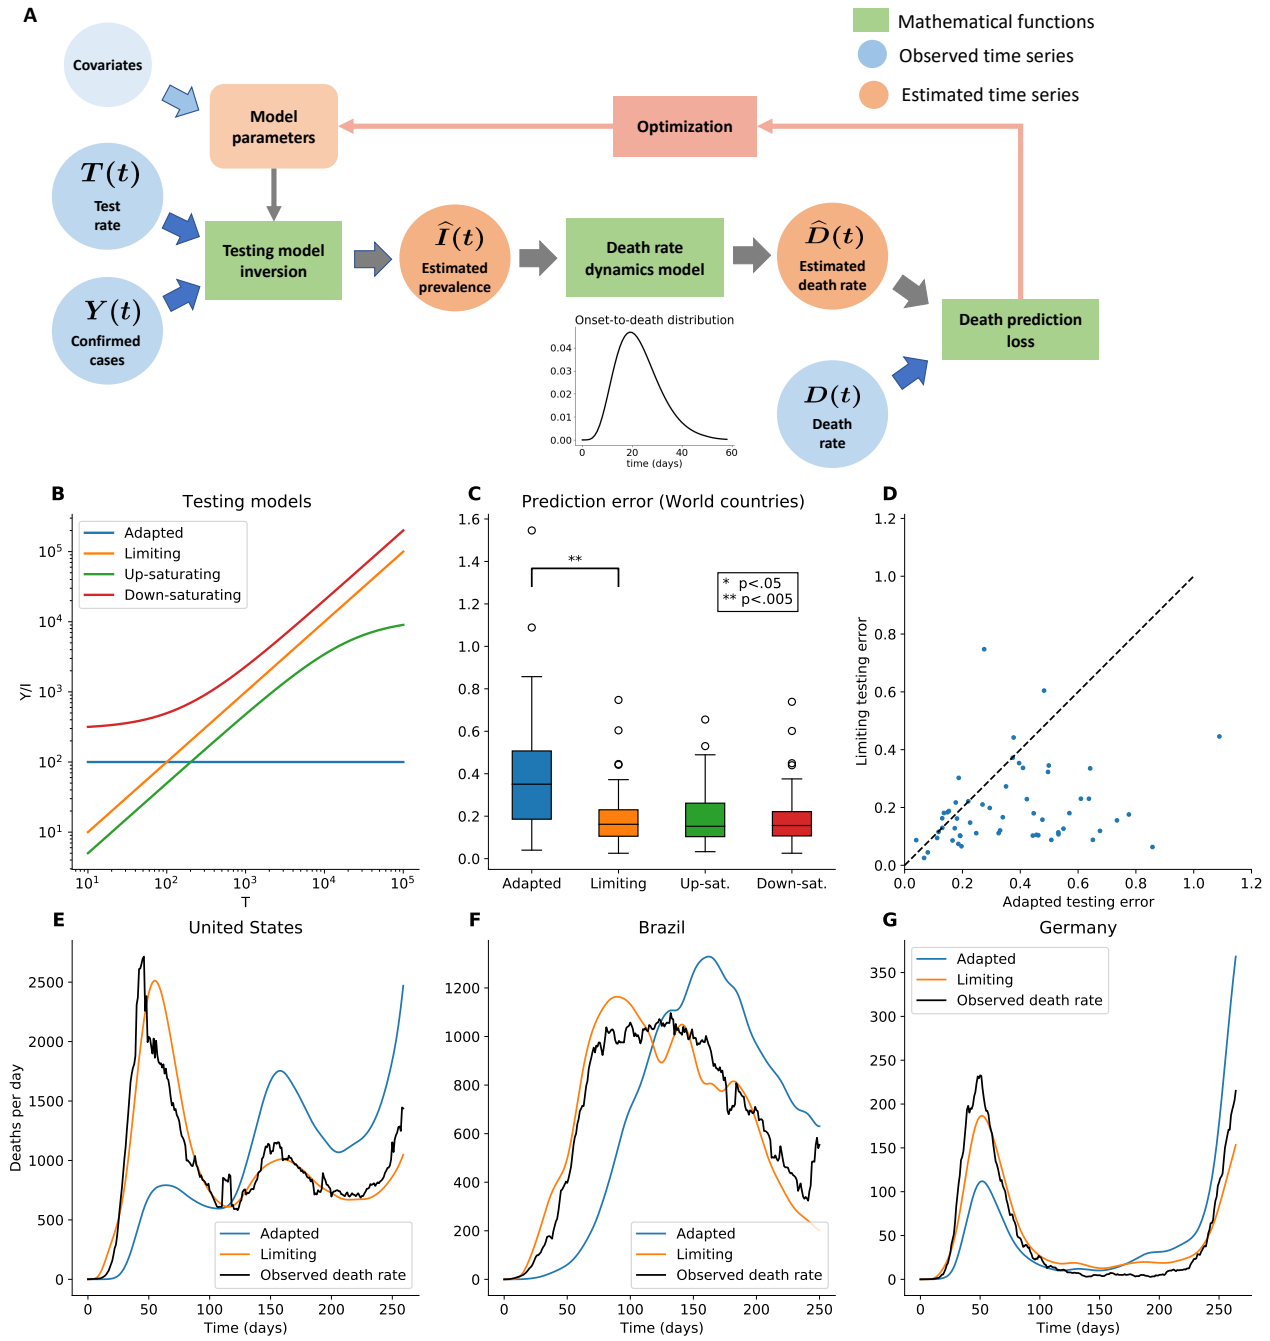 A
Mathematical functions
Observed time series
Estimated time series
Covariates
Model
parameters
Optimization
T(t)
Test
rate
Testing model
inversion
Î(t)
Estimated
prevalence
Death rate
dynamics model
D̂(t)
Estimated
death rate
Y(t)
Confirmed
cases
Death prediction
loss
D(t)
Death
rate
Onset-to-death distribution
0.04
0.03
0.02
0.01
0.00
0 20 40 60
time (days)
B
Testing models
Adapted
Limiting
Up-saturating
Down-saturating
Y/I
10⁵
10⁴
10³
10²
10¹
10¹ 10² 10³ 10⁴ 10⁵
T
C
Prediction error (World countries)
1.6
1.4
1.2
1.0
0.8
0.6
0.4
0.2
0.0
**
* p<.05
** p<.005
Adapted Limiting Up-sat. Down-sat.
D
Limiting testing error
1.2
1.0
0.8
0.6
0.4
0.2
0.0
0.0 0.2 0.4 0.6 0.8 1.0 1.2
Adapted testing error
E
United States
Deaths per day
2500
2000
1500
1000
500
0
Adapted
Limiting
Observed death rate
0 50 100 150 200 250
Time (days)
F
Brazil
1200
1000
800
600
400
200
0
Adapted
Limiting
Observed death rate
0 50 100 150 200 250
Time (days)
G
Germany
Adapted
Limiting
Observed death rate
350
300
250
200
150
100
50
0
0 50 100 150 200 250
Time (days)